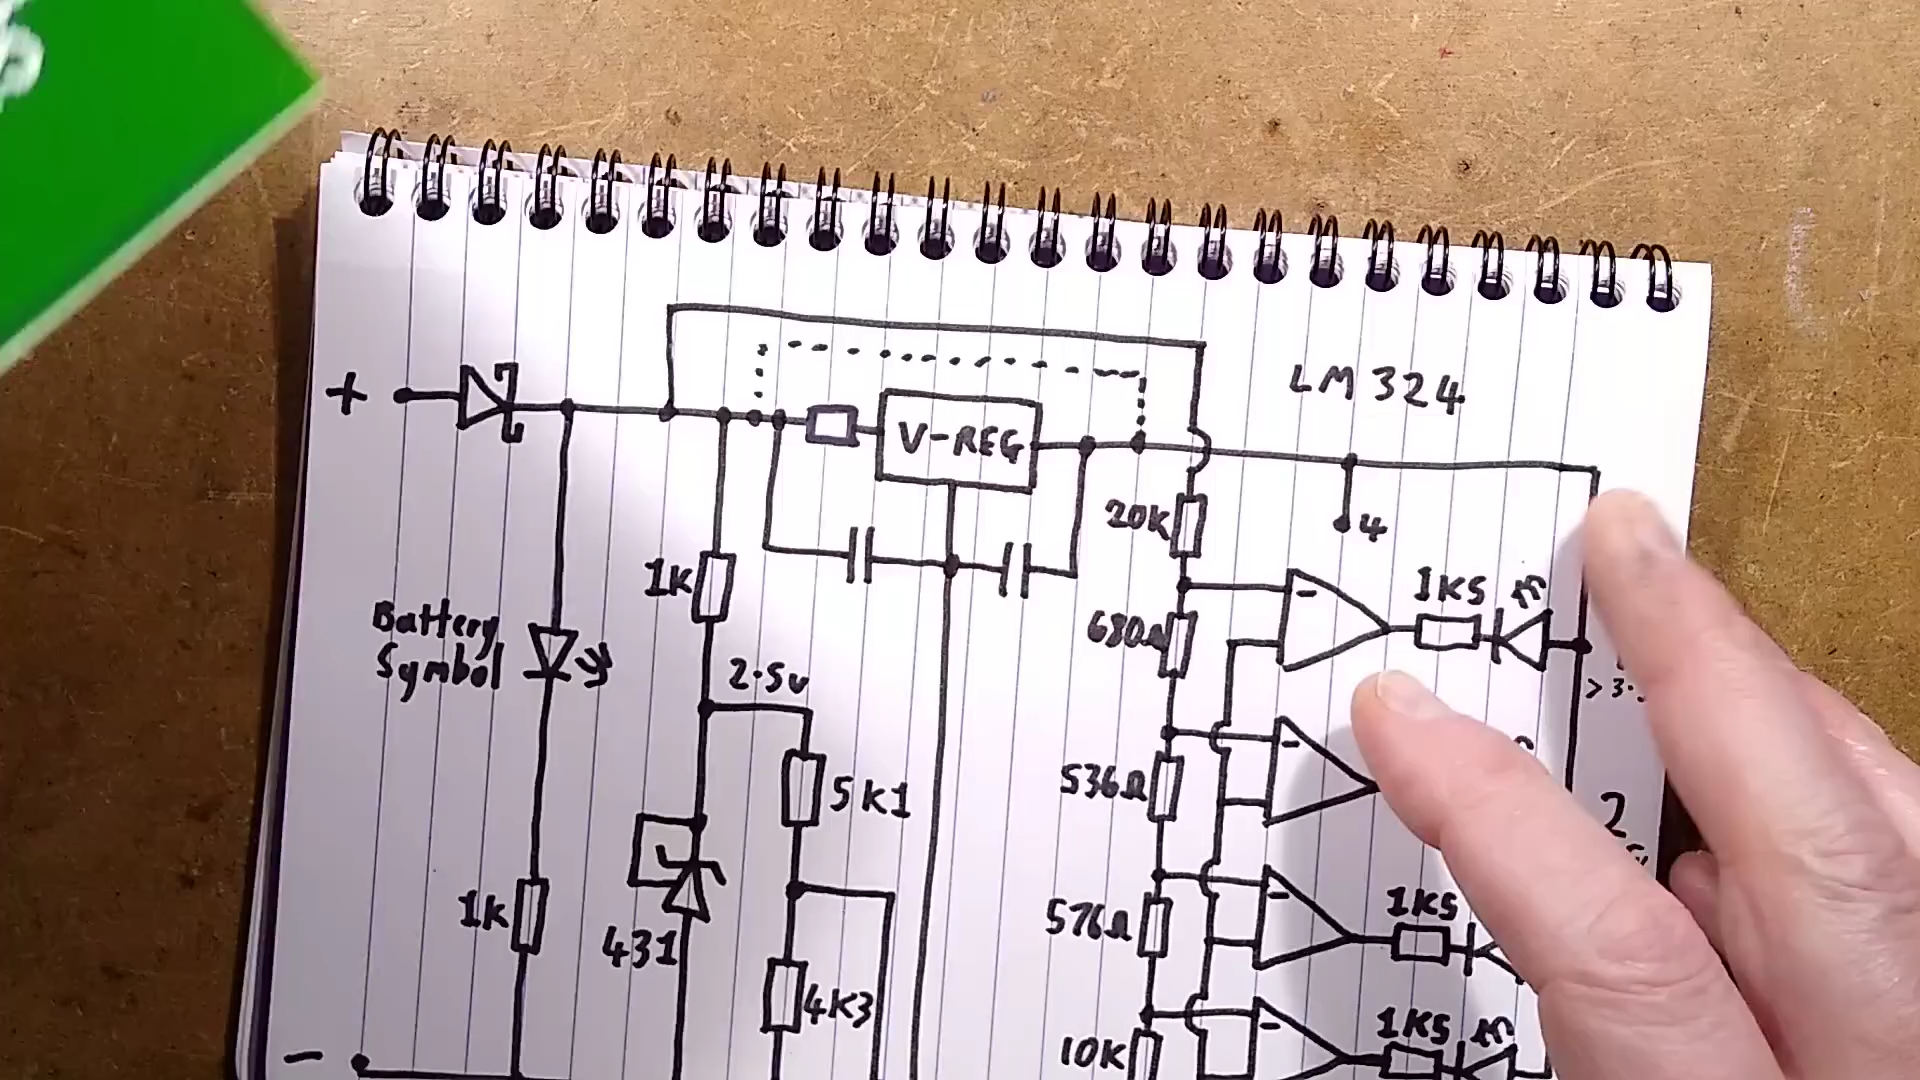 LM324
+
V-REG
20K
4
1K
1K5
Battery
Symbol
680Ω
2.5v
>3.
536Ω
5K1
2
1K
431
576Ω
1K5
4K3
10K
1K5
-